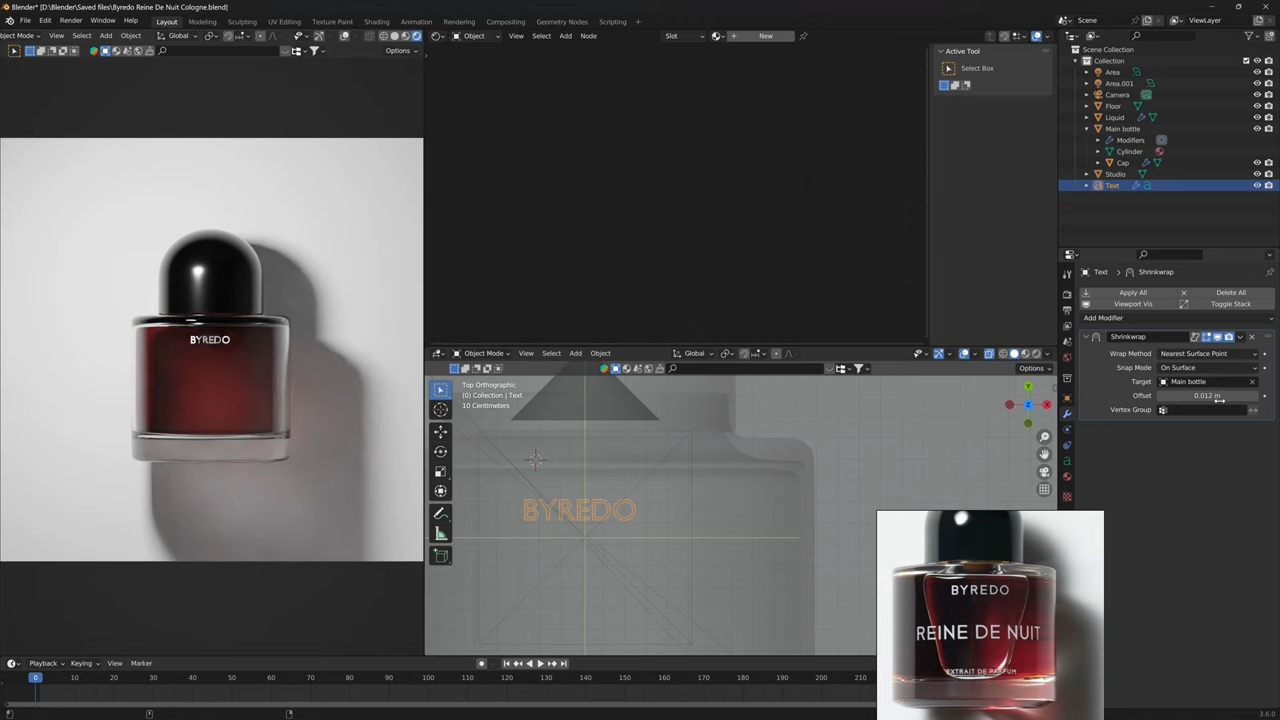 Blender* [D:\Blender\Saved files\Byredo Reine De Nuit Cologne.blend]
File Edit Render Window Help Layout Modeling Sculpting UV Editing Texture Paint Shading Animation Rendering Compositing Geometry Nodes Scripting Scene ViewLayer
bject Mode View Select Add Object Global Object View Select Add Node Slot New
Options
Active Tool
Select Box
Scene Collection
Collection
Area
Area.001
Camera
Floor
Liquid
Main bottle
Modifiers
Cylinder
Cap
Studio
Text
Text Shrinkwrap
Apply All Delete All
Viewport Vis Toggle Stack
Add Modifier
Shrinkwrap
Wrap Method Nearest Surface Point
Snap Mode On Surface
Target Main bottle
Offset 0.012 m
Vertex Group
BYREDO
Object Mode View Select Add Object Global
Options
Top Orthographic
(0) Collection | Text
10 Centimeters
Y
Z
X
BYREDO
BYREDO
REINE DE NUIT
EXTRAIT DE PARFUM
Playback Keying View Marker
0 10 20 30 40 50 60 70 80 90 100 110 120 130 140 150 160 170 180 190 200 210
3.6.0